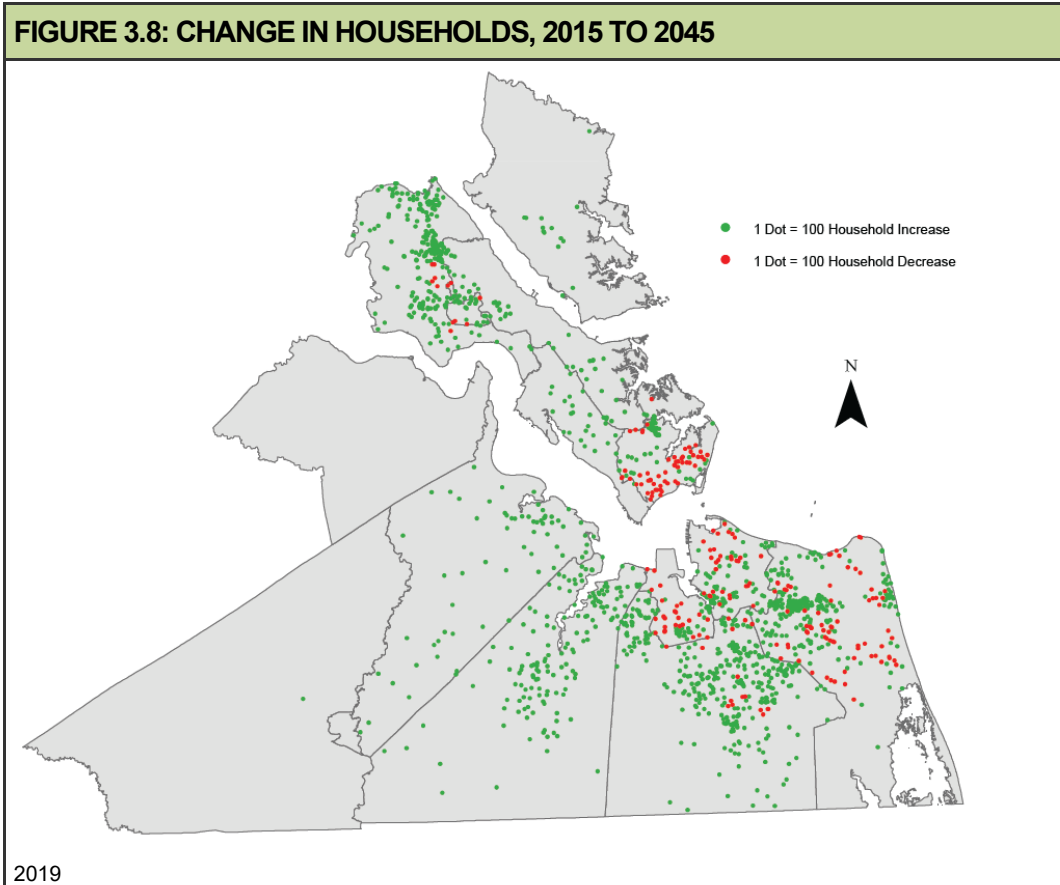 FIGURE 3.8: CHANGE IN HOUSEHOLDS, 2015 TO 2045
1 Dot = 100 Household Increase
1 Dot = 100 Household Decrease
N
2019